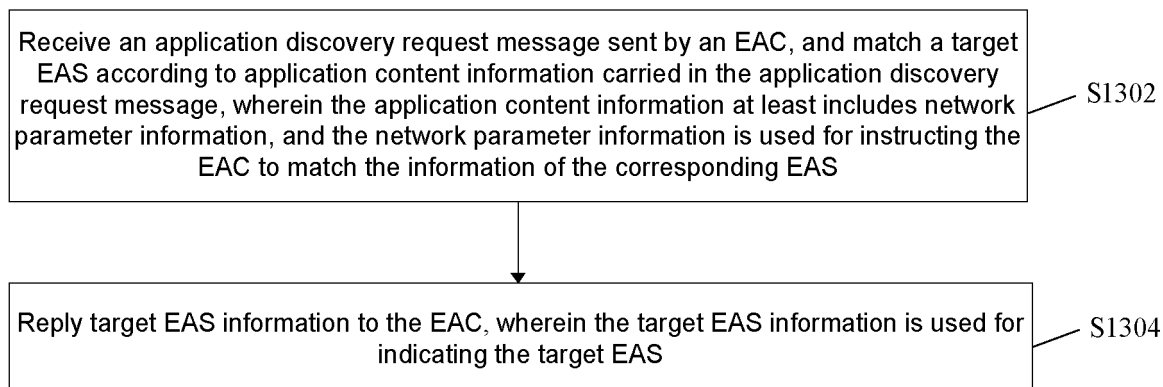 Receive an application discovery request message sent by an EAC, and match a target
EAS according to application content information carried in the application discovery
request message, wherein the application content information at least includes network
parameter information, and the network parameter information is used for instructing the
EAC to match the information of the corresponding EAS
S1302
Reply target EAS information to the EAC, wherein the target EAS information is used for
indicating the target EAS
S1304